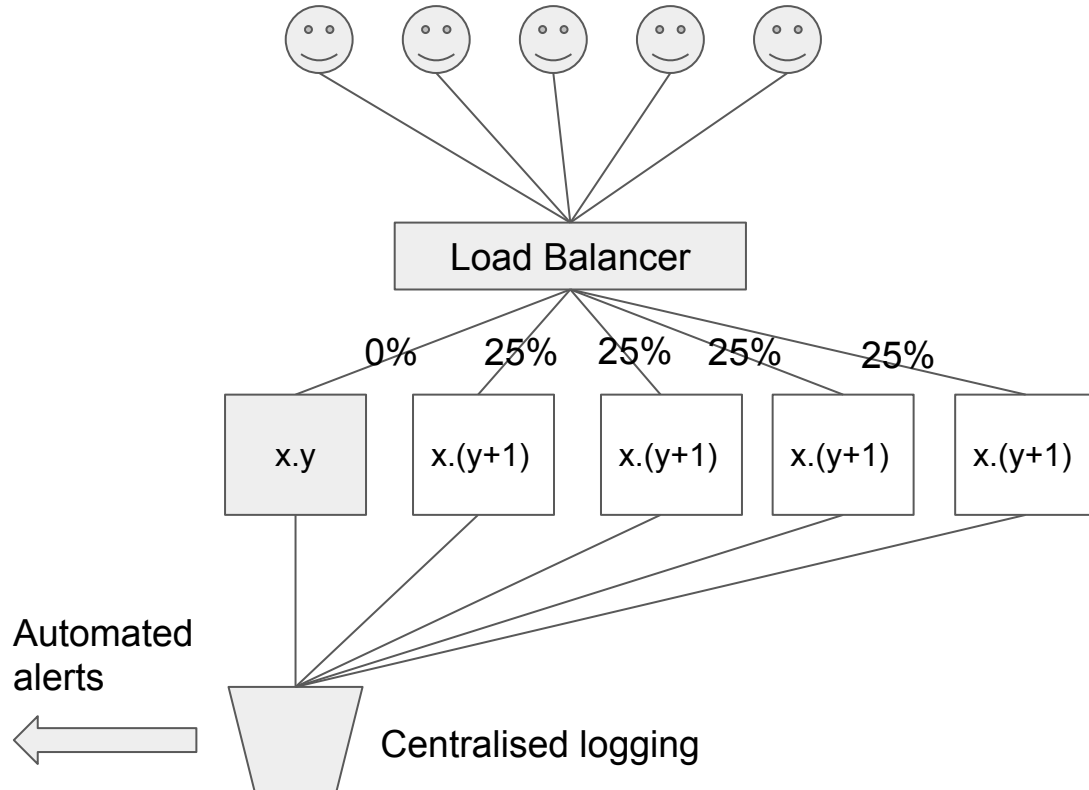 Load Balancer
0%
25%
25%
25%
25%
x.y
x.(y+1)
x.(y+1)
x.(y+1)
x.(y+1)
Automated
alerts
Centralised logging